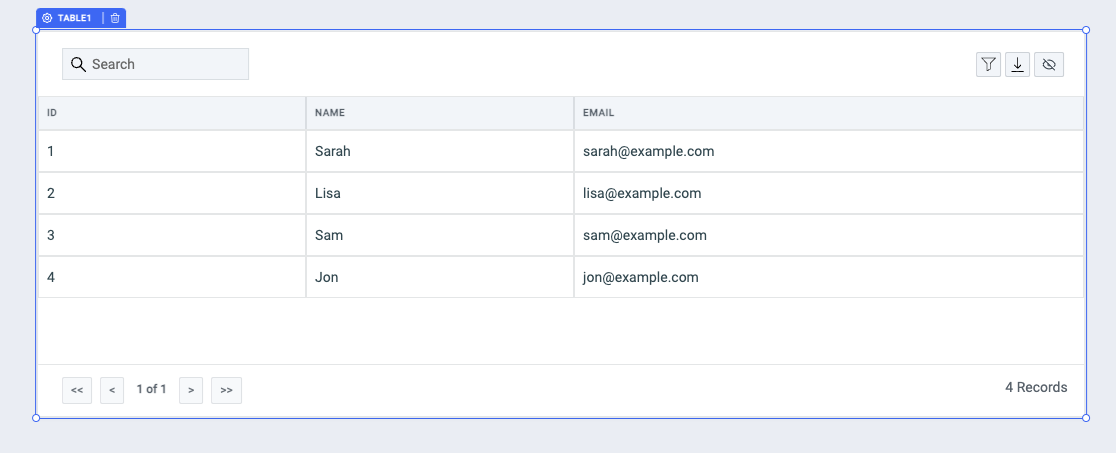 TABLE1
Search
ID NAME EMAIL
1 Sarah sarah@example.com
2 Lisa lisa@example.com
3 Sam sam@example.com
4 Jon jon@example.com
<< < 1 of 1 > >> 4 Records